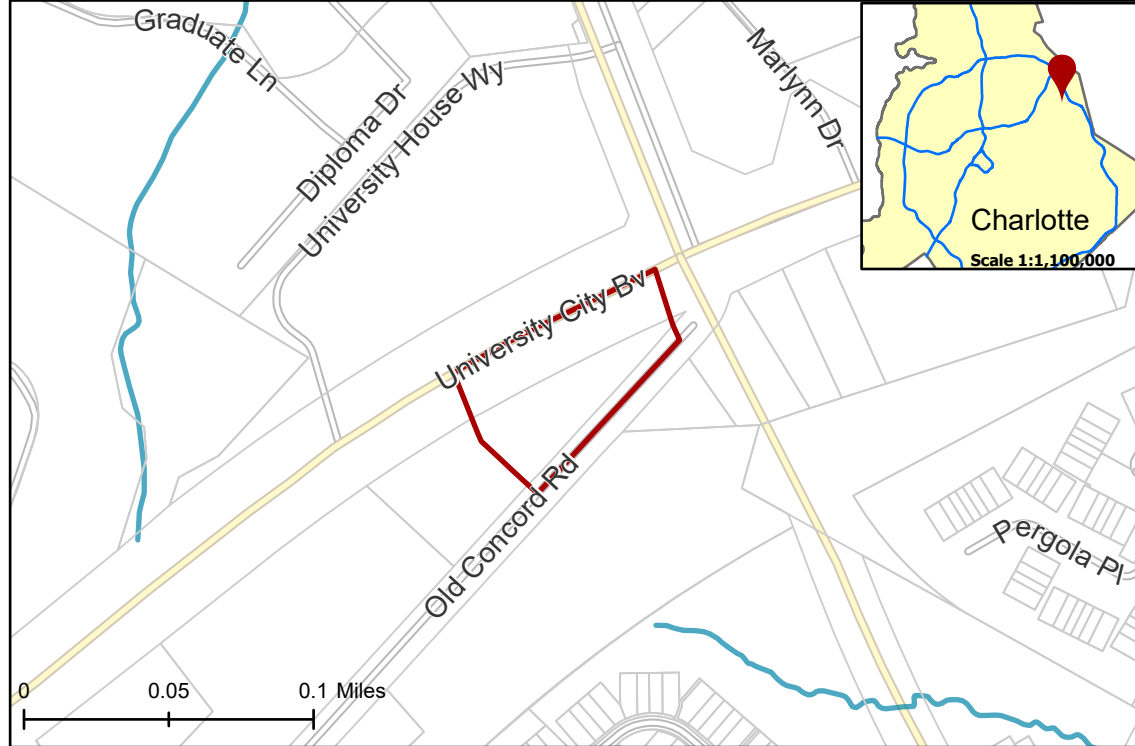 Graduate Ln
Diploma Dr
University House Wy
Marlynn Dr
Charlotte
Scale 1:1,100,000
University City Bv
Old Concord Rd
Pergola Pl
0 0.05 0.1 Miles